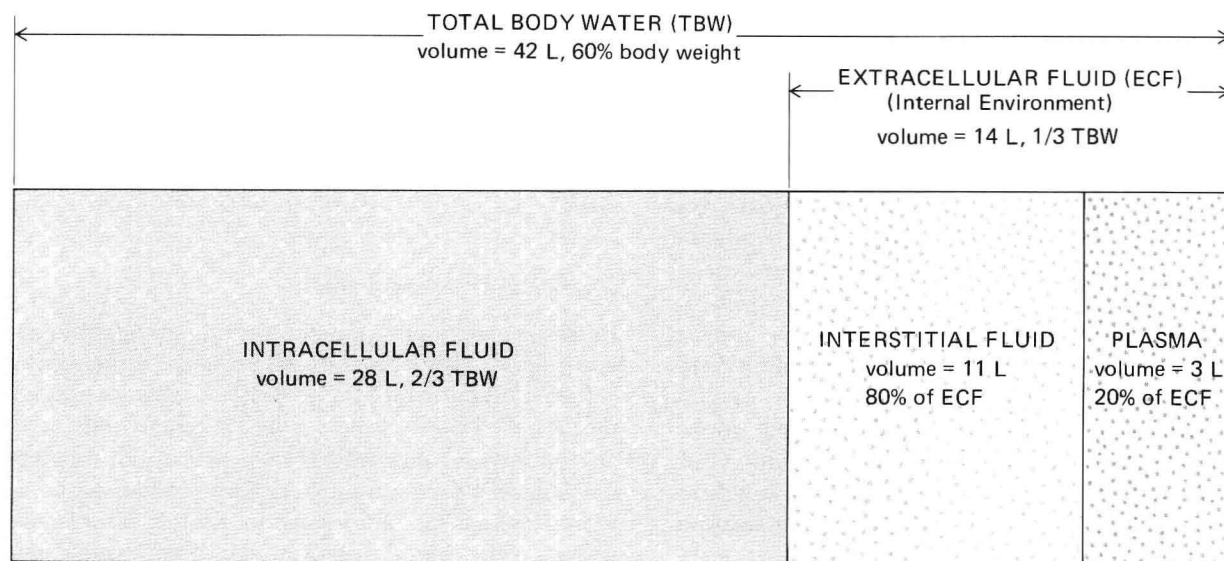 TOTAL BODY WATER (TBW)
volume = 42 L, 60% body weight
EXTRACELLULAR FLUID (ECF)
(Internal Environment)
volume = 14 L, 1/3 TBW
INTRACELLULAR FLUID
volume = 28 L, 2/3 TBW
INTERSTITIAL FLUID
volume = 11 L
80% of ECF
PLASMA
volume = 3 L
20% of ECF